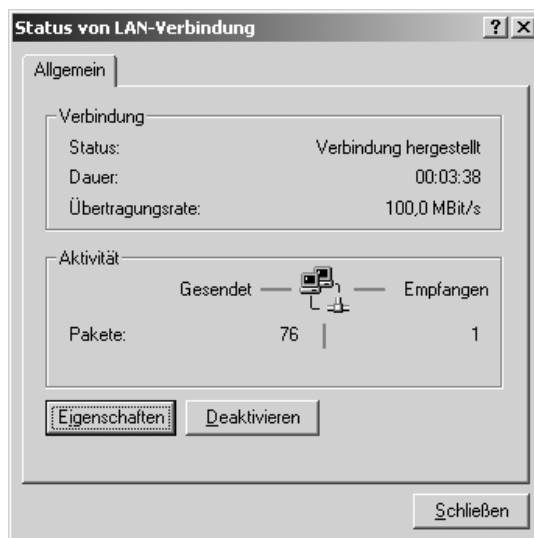 Status von LAN-Verbindung
Allgemein
Verbindung
Status: Verbindung hergestellt
Dauer: 00:03:38
Übertragungsrate: 100,0 MBit/s
Aktivität
Gesendet Empfangen
Pakete: 76 1
Eigenschaften Deaktivieren
Schließen